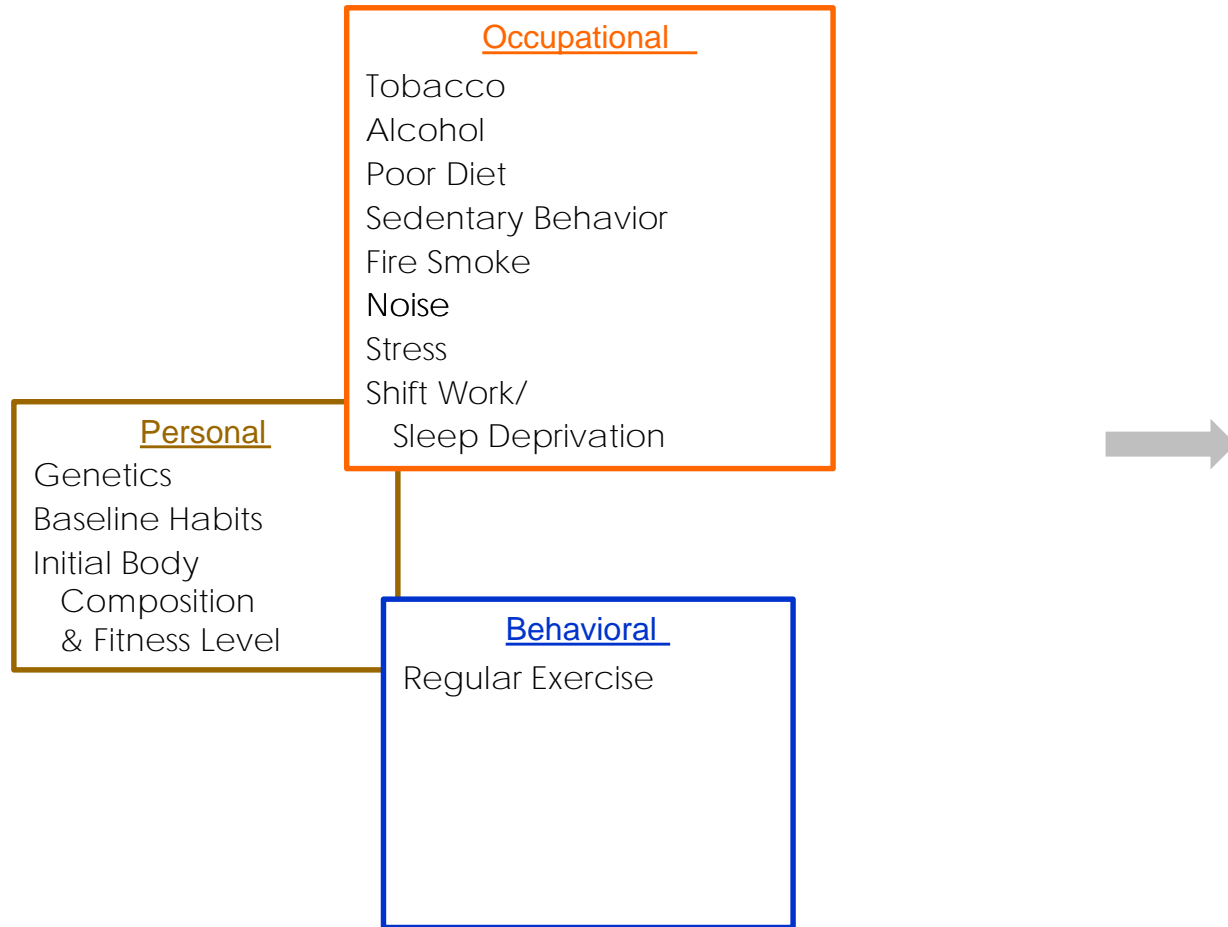 Occupational
Tobacco
Alcohol
Poor Diet
Sedentary Behavior
Fire Smoke
Noise
Stress
Shift Work/
Sleep Deprivation
Personal
Genetics
Baseline Habits
Initial Body
Composition
& Fitness Level
Behavioral
Regular Exercise